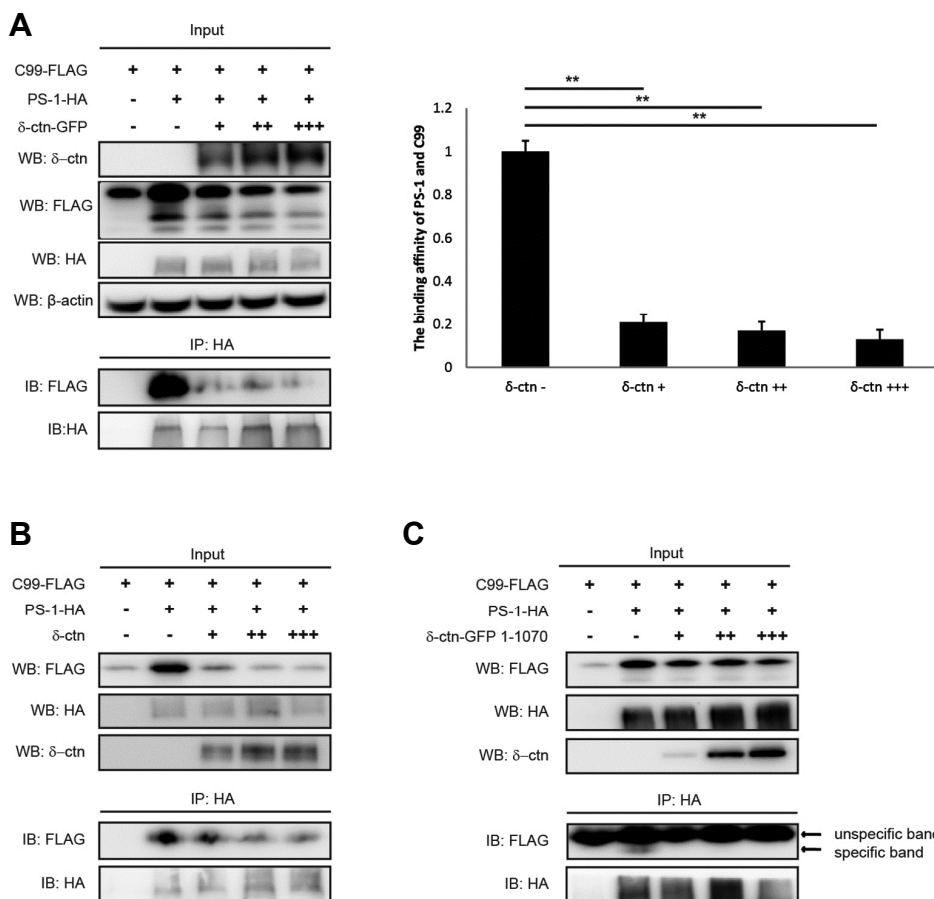 A
Input
C99-FLAG + + + + +
PS-1-HA - + + + +
δ-ctn-GFP - - + ++ +++
WB: δ–ctn
WB: FLAG
WB: HA
WB: β-actin
IP: HA
IB: FLAG
IB:HA
The binding affinity of PS-1 and C99
**
**
**
1.2
1
0.8
0.6
0.4
0.2
0
δ-ctn - δ-ctn + δ-ctn ++ δ-ctn +++
B
Input
C99-FLAG + + + + +
PS-1-HA - + + + +
δ-ctn - - + ++ +++
WB: FLAG
WB: HA
WB: δ–ctn
IP: HA
IB: FLAG
IB: HA
C
Input
C99-FLAG + + + + +
PS-1-HA - + + + +
δ-ctn-GFP 1-1070 - - + ++ +++
WB: FLAG
WB: HA
WB: δ–ctn
IP: HA
IB: FLAG
unspecific band
specific band
IB: HA